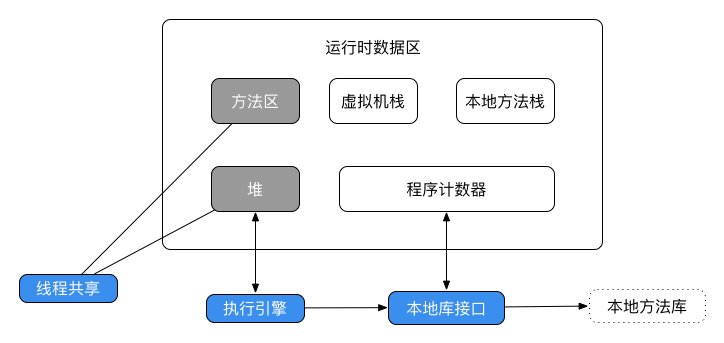 运行时数据区
方法区
虚拟机栈
本地方法栈
堆
程序计数器
线程共享
执行引擎
本地库接口
本地方法库